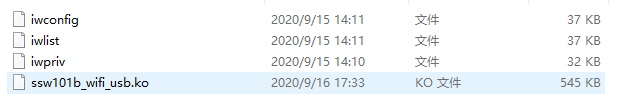 iwconfig 2020/9/15 14:11 文件 37 KB
iwlist 2020/9/15 14:11 文件 37 KB
iwpriv 2020/9/15 14:10 文件 32 KB
ssw101b_wifi_usb.ko 2020/9/16 17:33 KO 文件 545 KB